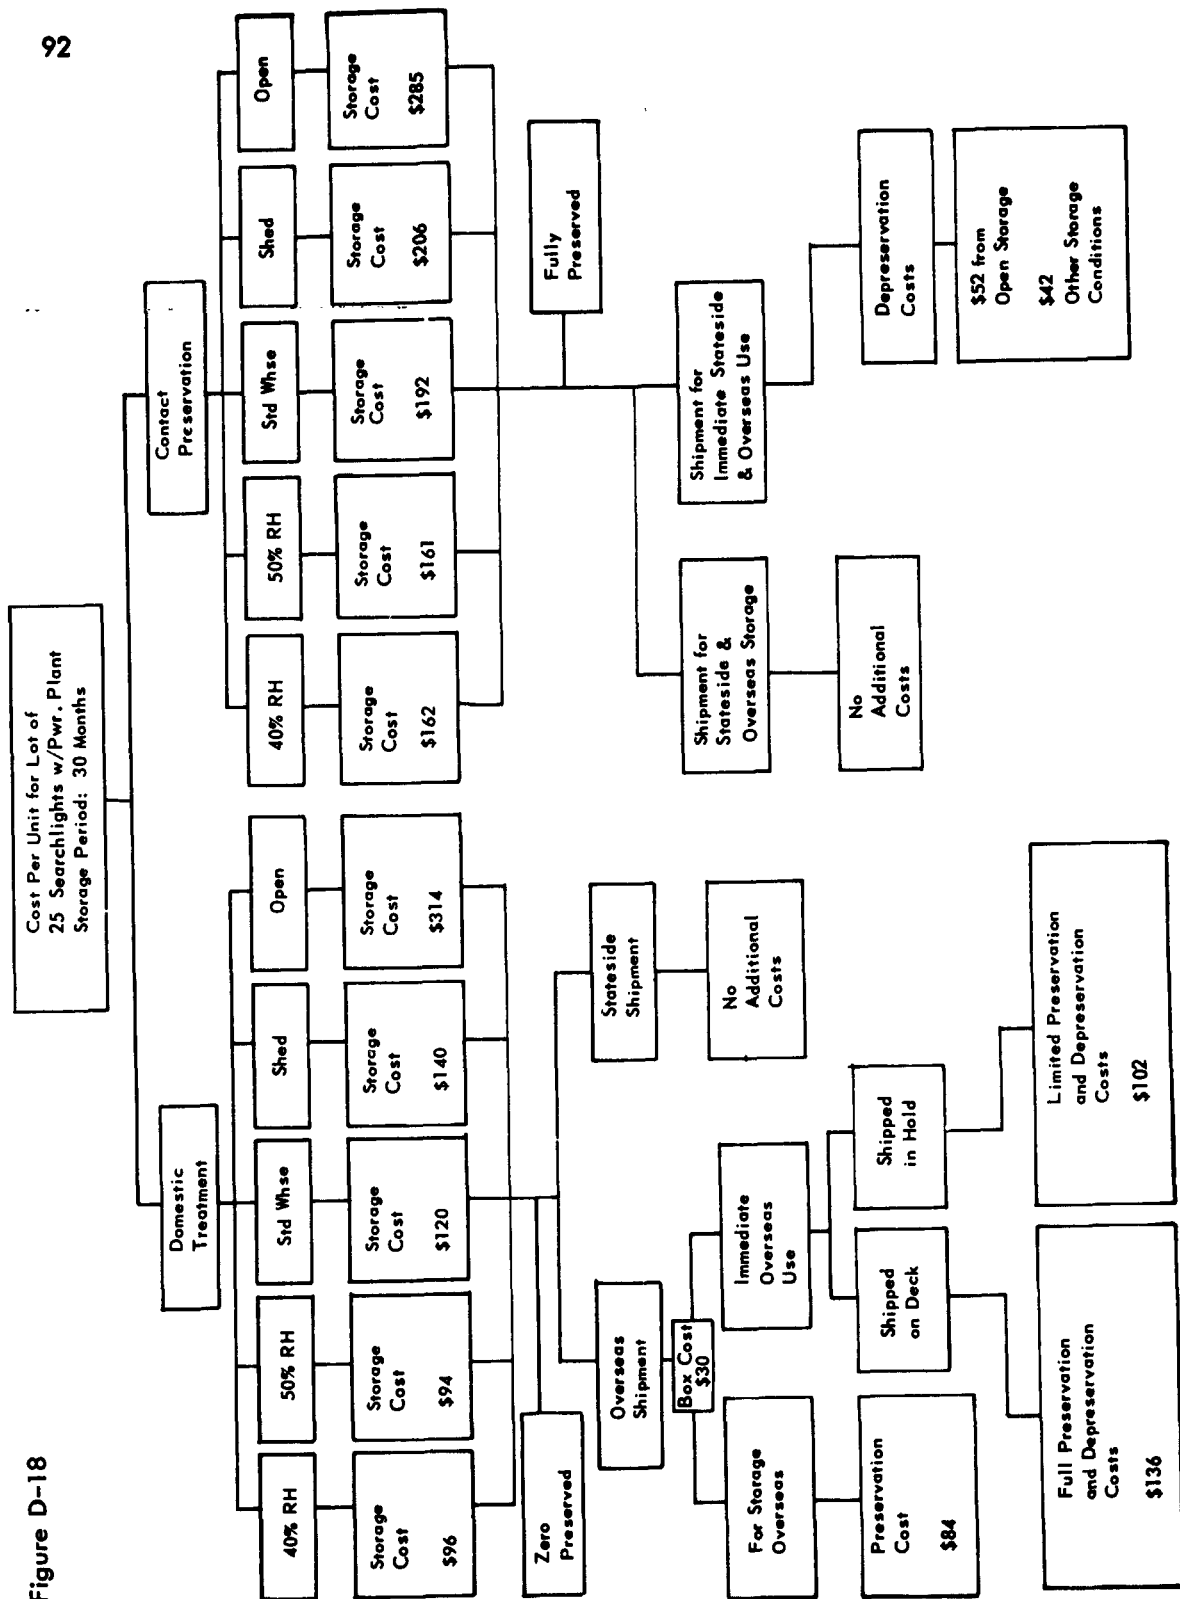 92
Figure D-18
Cost Per Unit for Lot of
25 Searchlights w/Pwr. Plant
Storage Period: 30 Months
Domestic
Treatment
40% RH
50% RH
Std Whse
Shed
Open
Storage
Cost
$96
Storage
Cost
$94
Storage
Cost
$120
Storage
Cost
$140
Storage
Cost
$314
Zero
Preserved
Overseas
Shipment
Stateside
Shipment
Box Cost
$30
No
Additional
Costs
For Storage
Overseas
Immediate
Overseas
Use
Preservation
Cost
$84
Shipped
on Deck
Shipped
in Hold
Full Preservation
and Depreservation
Costs
$136
Limited Preservation
and Depreservation
Costs
$102
Contact
Preservation
40% RH
50% RH
Std Whse
Shed
Open
Storage
Cost
$162
Storage
Cost
$161
Storage
Cost
$192
Storage
Cost
$206
Storage
Cost
$285
Fully
Preserved
Shipment for
Stateside &
Overseas Storage
Shipment for
Immediate Stateside
& Overseas Use
No
Additional
Costs
Depreservation
Costs
$52 from
Open Storage
$42
Other Storage
Conditions